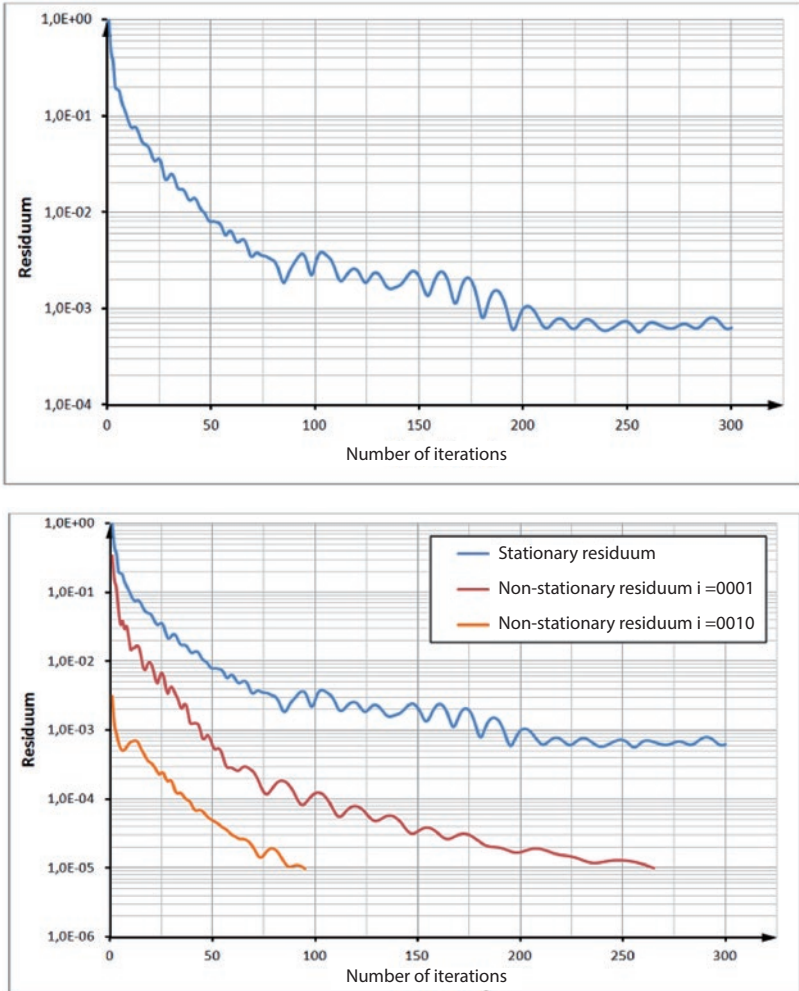 1,0E+00
1,0E-01
1,0E-02
1,0E-03
1,0E-04
Residuum
0 50 100 150 200 250 300
Number of iterations
1,0E+00
1,0E-01
1,0E-02
1,0E-03
1,0E-04
1,0E-05
1,0E-06
Residuum
Stationary residuum
Non-stationary residuum i =0001
Non-stationary residuum i =0010
0 50 100 150 200 250 300
Number of iterations